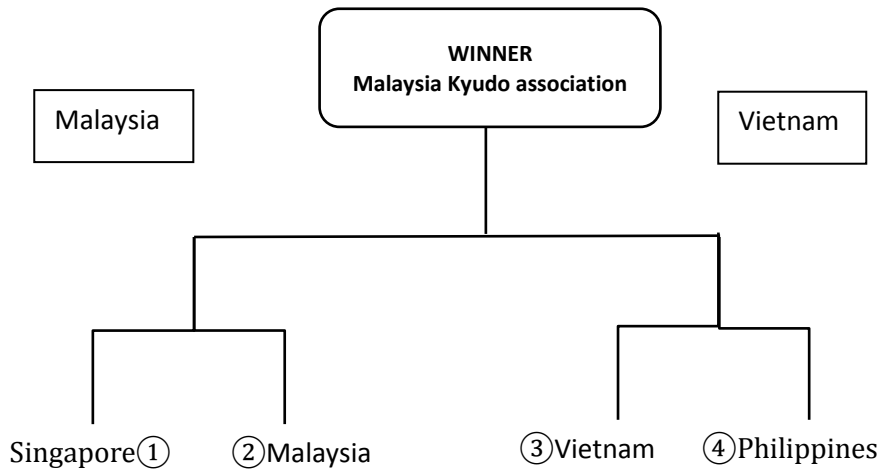 WINNER
Malaysia Kyudo association
Malaysia
Vietnam
Singapore①
②Malaysia
③Vietnam
④Philippines